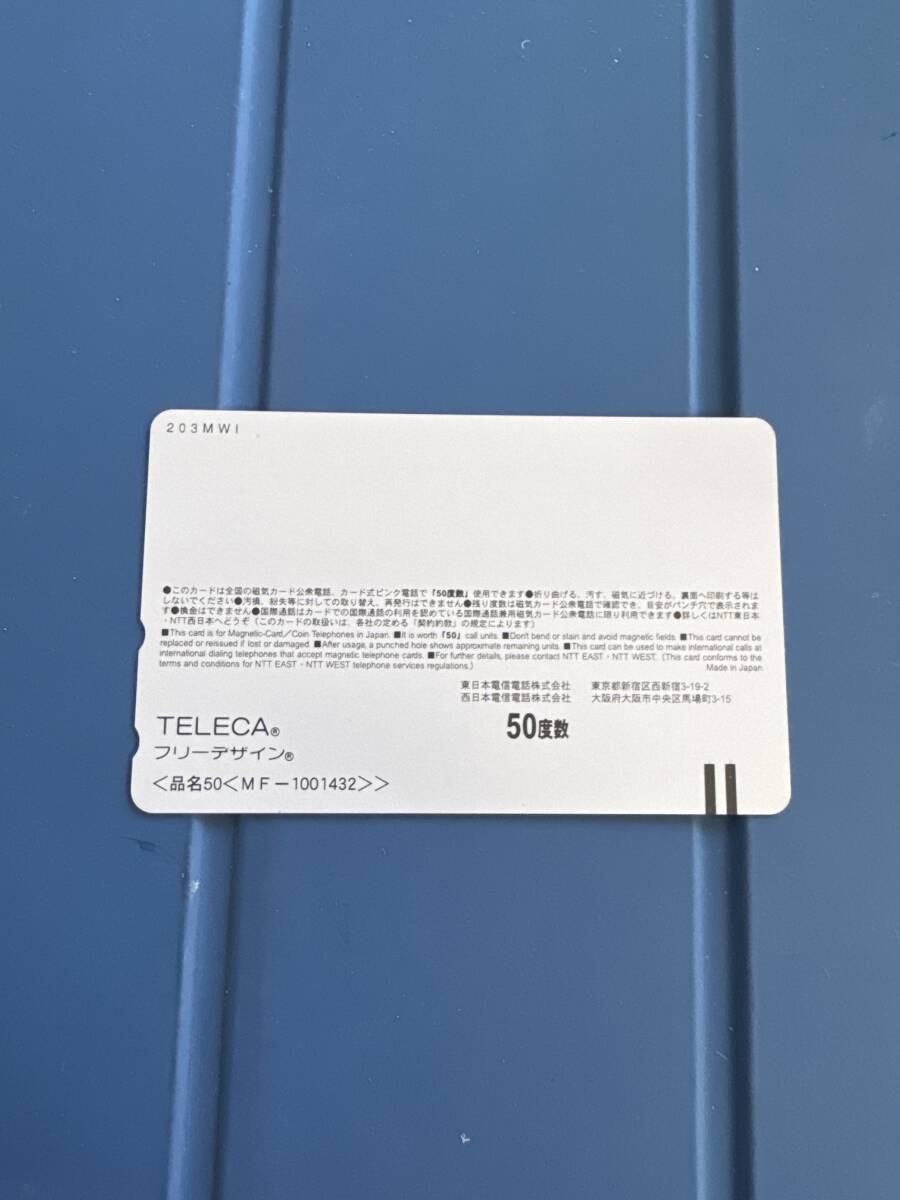 203MWI
●このカードは全国の磁気カード公衆電話、カード式ピンク電話で「50度数」使用できます●折り曲げる、汚す、磁気に近づける、裏面へ印刷する等は
しないでください●汚損、紛失等に対しての取り替え、再発行はできません●残り度数は磁気カード公衆電話で確認でき、目安がパンチ穴で表示されま
す●換金はできません●国際通話はカードでの国際通話の利用を認めている国際通話兼用磁気カード公衆電話に限り利用できます●詳しくはNTT東日本
・NTT西日本へどうぞ（このカードの取扱いは、各社の定める「契約約款」の規定によります）
■This card is for Magnetic-Card／Coin Telephones in Japan. ■It is worth「50」call units. ■Don't bend or stain and avoid magnetic fields. ■This card cannot be
replaced or reissued if lost or damaged. ■After usage, a punched hole shows approximate remaining units. ■This card can be used to make international calls at
international dialing telephones that accept magnetic telephone cards. ■For further details, please contact NTT EAST・NTT WEST. (This card conforms to the
terms and conditions for NTT EAST・NTT WEST telephone services regulations.) Made in Japan
東日本電信電話株式会社 東京都新宿区西新宿3-19-2
西日本電信電話株式会社 大阪府大阪市中央区馬場町3-15
50度数
TELECA®
フリーデザイン®
＜品名50＜MF－1001432＞＞